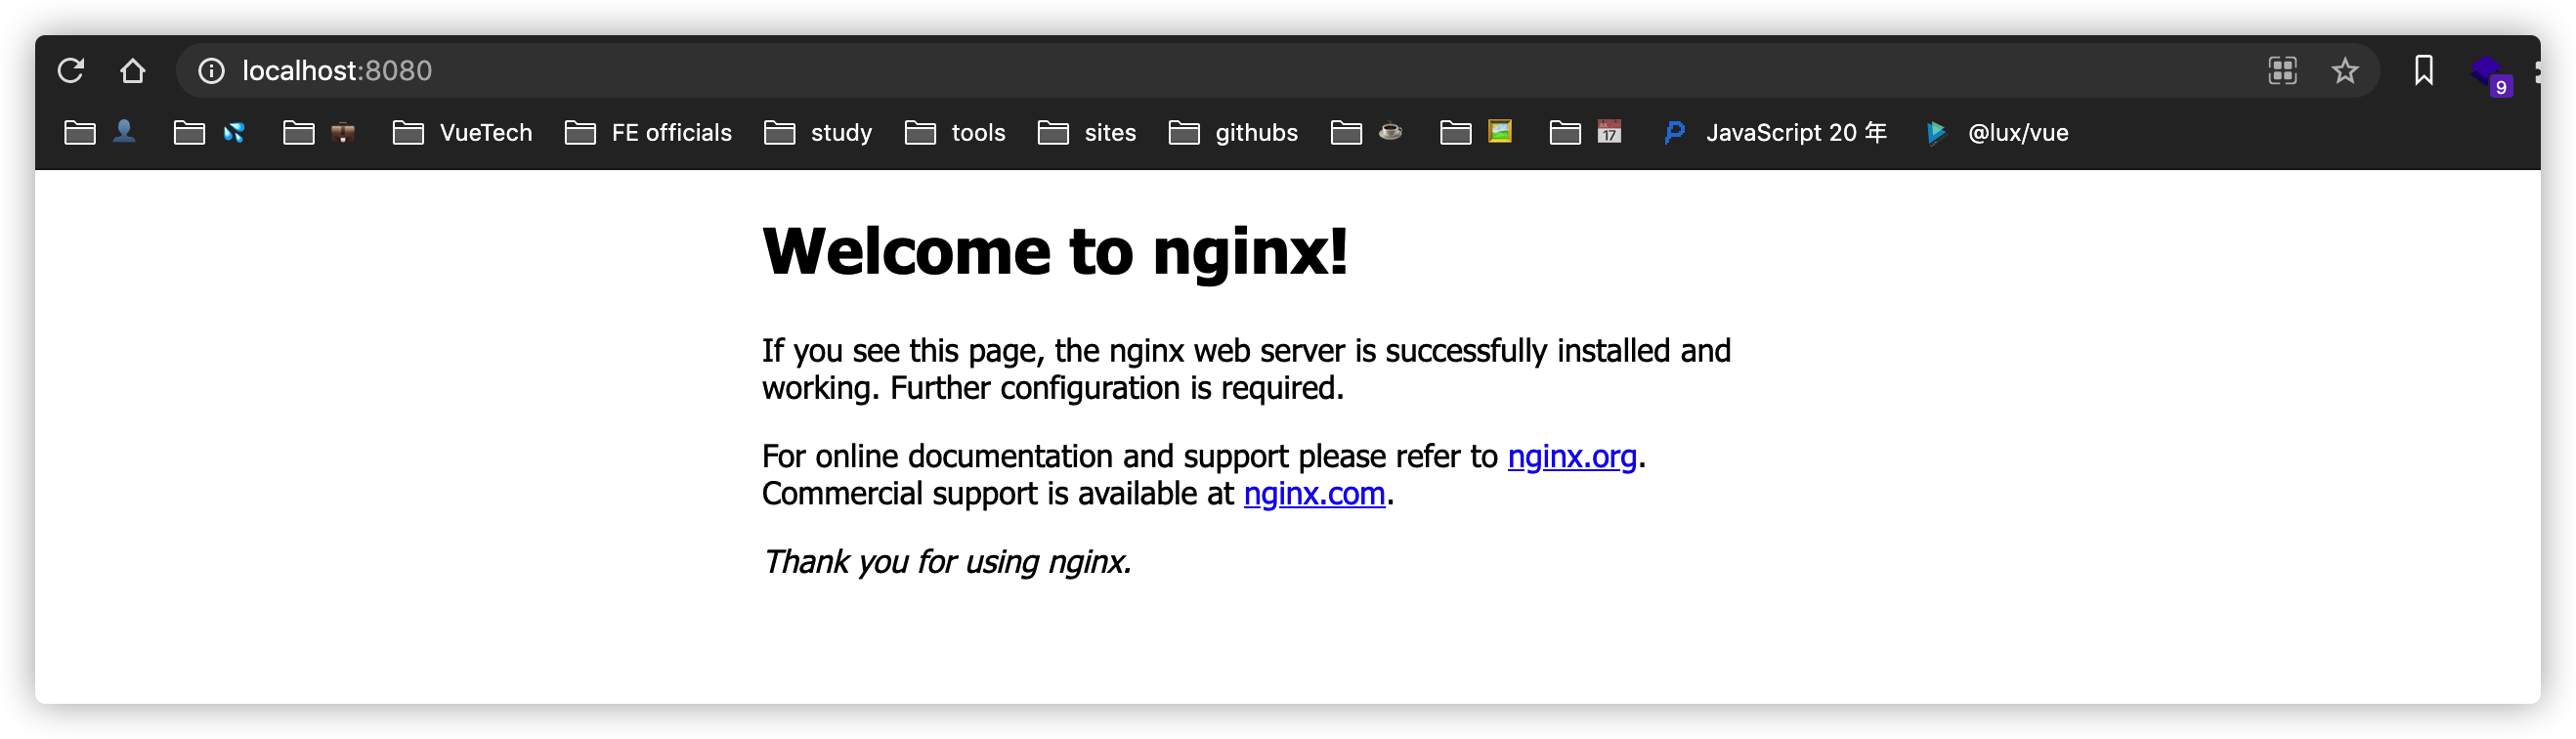 localhost:8080
9
VueTech FE officials study tools sites githubs 17 JavaScript 20 年 @lux/vue
Welcome to nginx!
If you see this page, the nginx web server is successfully installed and
working. Further configuration is required.
For online documentation and support please refer to nginx.org.
Commercial support is available at nginx.com.
Thank you for using nginx.